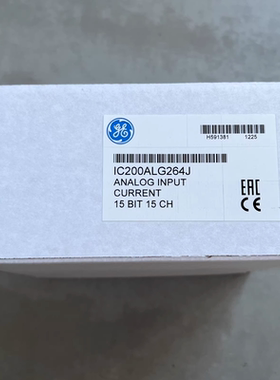 H591381 1225
IC200ALG264J
ANALOG INPUT
CURRENT
15 BIT 15 CH
EAC
CE